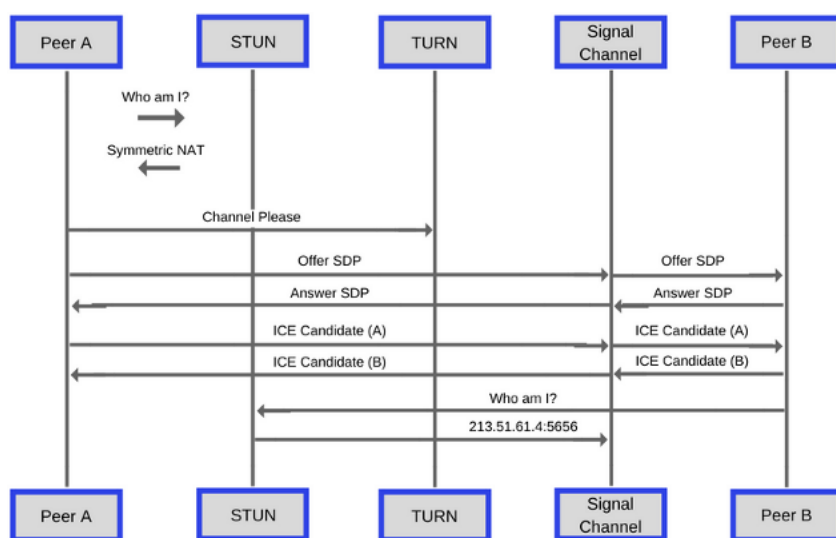 Peer A
STUN
TURN
Signal
Channel
Peer B
Who am I?
Symmetric NAT
Channel Please
Offer SDP
Offer SDP
Answer SDP
Answer SDP
ICE Candidate (A)
ICE Candidate (A)
ICE Candidate (B)
ICE Candidate (B)
Who am I?
213.51.61.4:5656
Peer A
STUN
TURN
Signal
Channel
Peer B